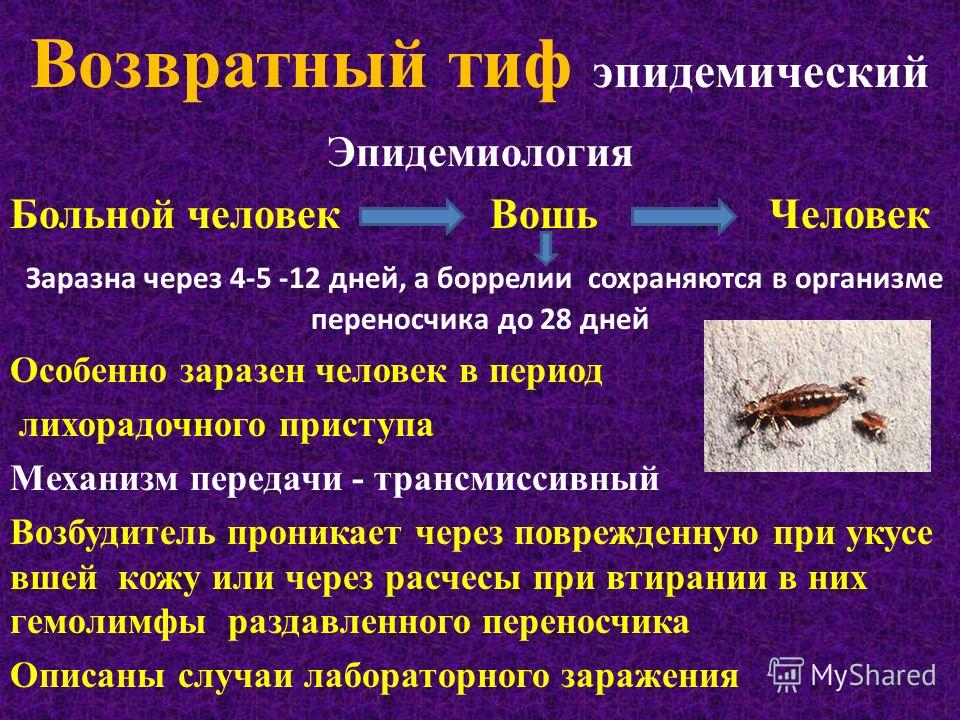 Возвратный тиф эпидемический
Эпидемиология
Больной человек Вошь Человек
Заразна через 4-5 -12 дней, а боррелии сохраняются в организме
переносчика до 28 дней
Особенно заразен человек в период
лихорадочного приступа
Механизм передачи - трансмиссивный
Возбудитель проникает через поврежденную при укусе
вшей кожу или через расчесы при втирании в них
гемолимфы раздавленного переносчика
Описаны случаи лабораторного заражения
MyShared